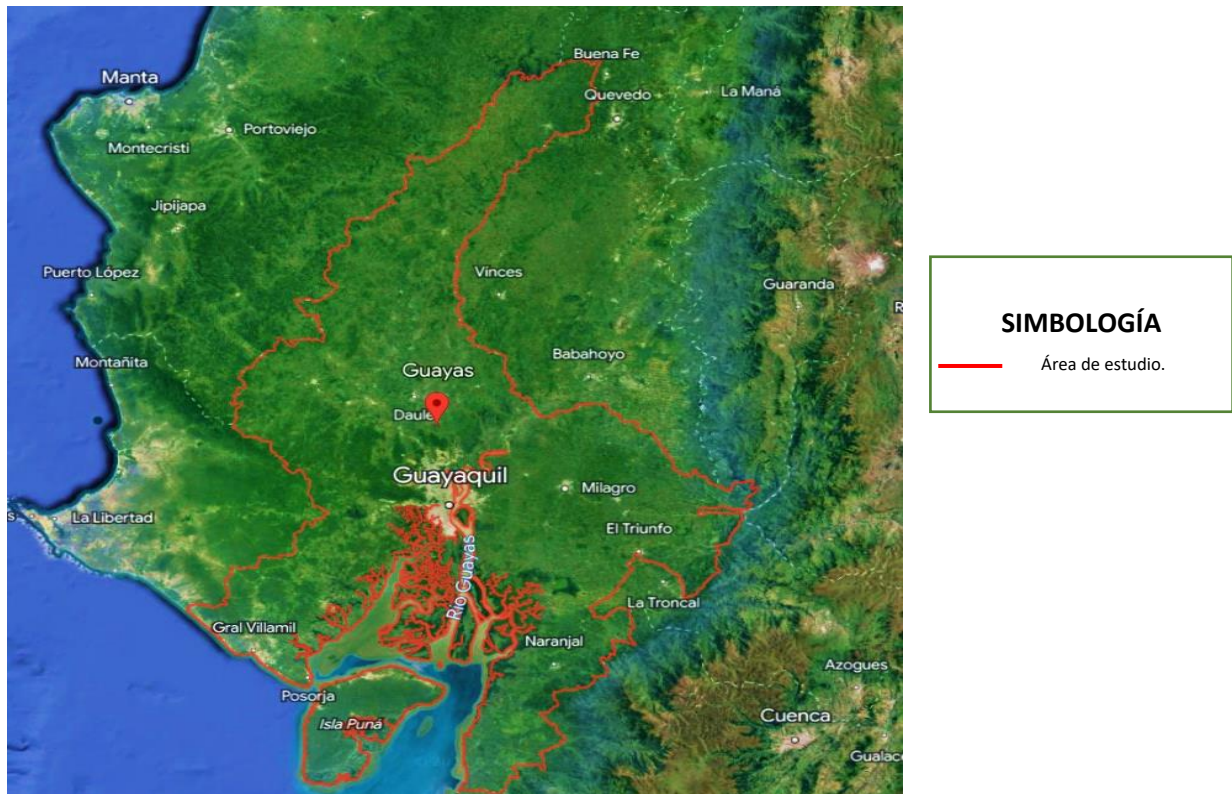 Buena Fe
Manta
Quevedo
La Maná
Portoviejo
Montecristi
Jipijapa
Puerto López
Vinces
Guaranda
R
Montañita
Babahoyo
Guayas
Daule
Guayaquil
Milagro
La Libertad
s
El Triunfo
Río Guayas
La Troncal
Gral Villamil
Naranjal
Azogues
Posorja
Isla Puná
Cuenca
Gualac
SIMBOLOGÍA
Área de estudio.